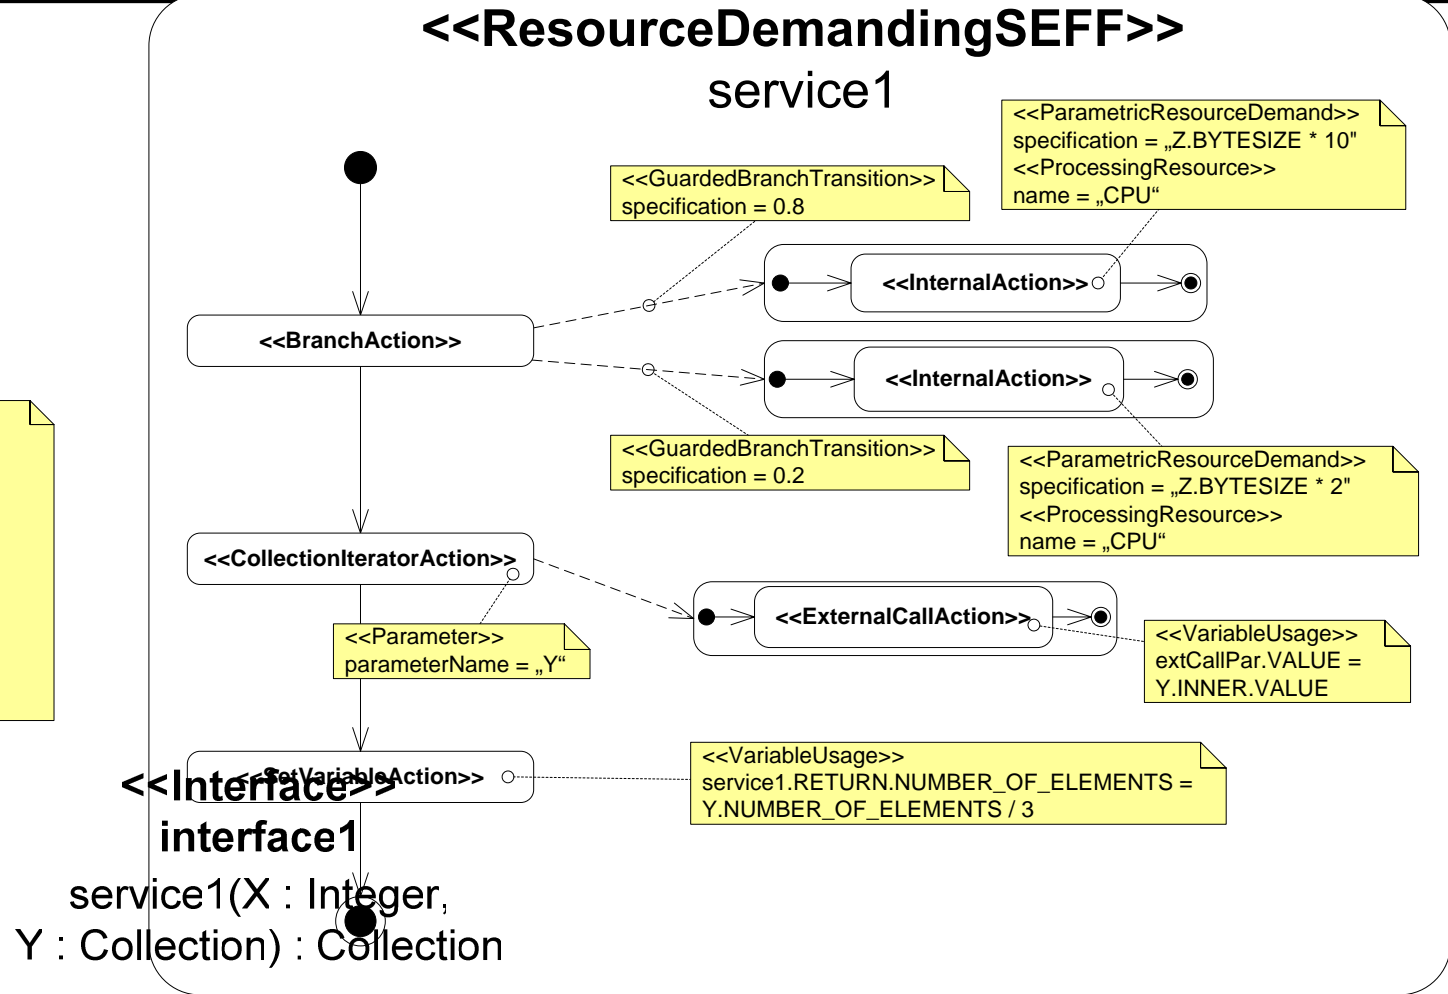 <<ResourceDemandingSEFF>>
service1
<<ParametricResourceDemand>>
specification = „Z.BYTESIZE * 10"
<<ProcessingResource>>
name = „CPU“
<<GuardedBranchTransition>>
specification = 0.8
<<InternalAction>>
<<BranchAction>>
<<InternalAction>>
<<GuardedBranchTransition>>
specification = 0.2
<<ParametricResourceDemand>>
specification = „Z.BYTESIZE * 2"
<<ProcessingResource>>
name = „CPU“
<<CollectionIteratorAction>>
<<Parameter>>
parameterName = „Y“
<<ExternalCallAction>>
<<VariableUsage>>
extCallPar.VALUE =
Y.INNER.VALUE
<<SetVariableAction>>
<<VariableUsage>>
service1.RETURN.NUMBER_OF_ELEMENTS =
Y.NUMBER_OF_ELEMENTS / 3
<<Interface>>
interface1
service1(X : Integer,
Y : Collection) : Collection